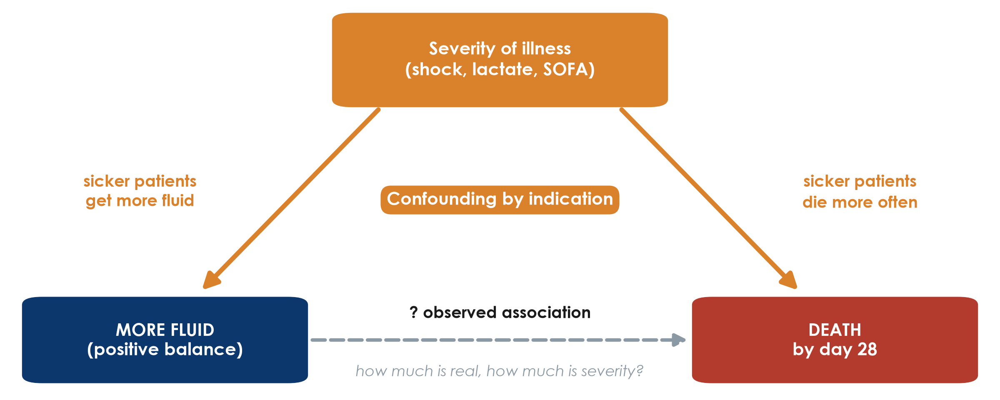 Severity of illness
(shock, lactate, SOFA)
sicker patients
get more fluid
Confounding by indication
sicker patients
die more often
MORE FLUID
(positive balance)
? observed association
how much is real, how much is severity?
DEATH
by day 28